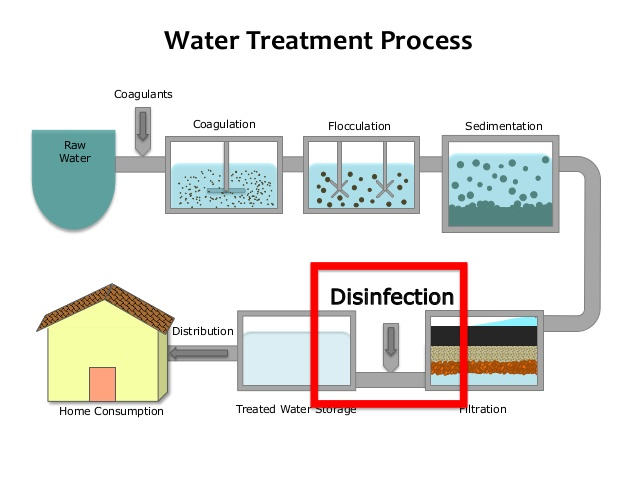 Water Treatment Process
Coagulants
Coagulation
Flocculation
Sedimentation
Raw
Water
Disinfection
Distribution
Home Consumption
Treated Water Storage
Filtration